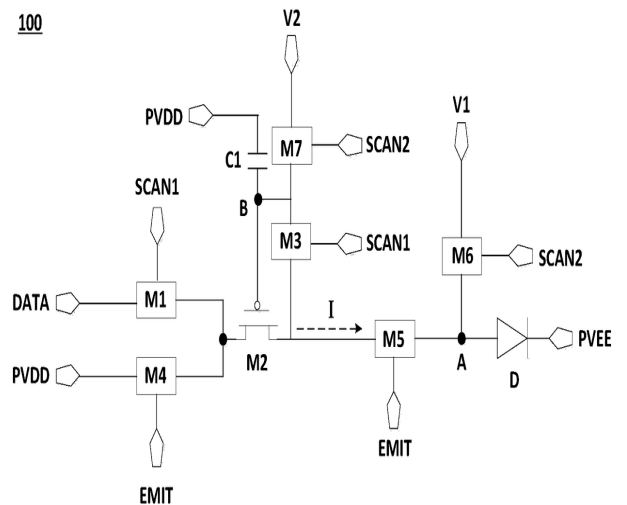 100
V2
PVDD
V1
C1
M7
SCAN2
SCAN1
B
M3
SCAN1
M6
SCAN2
DATA
M1
I
M2
M5
A
D
PVEE
PVDD
M4
EMIT
EMIT